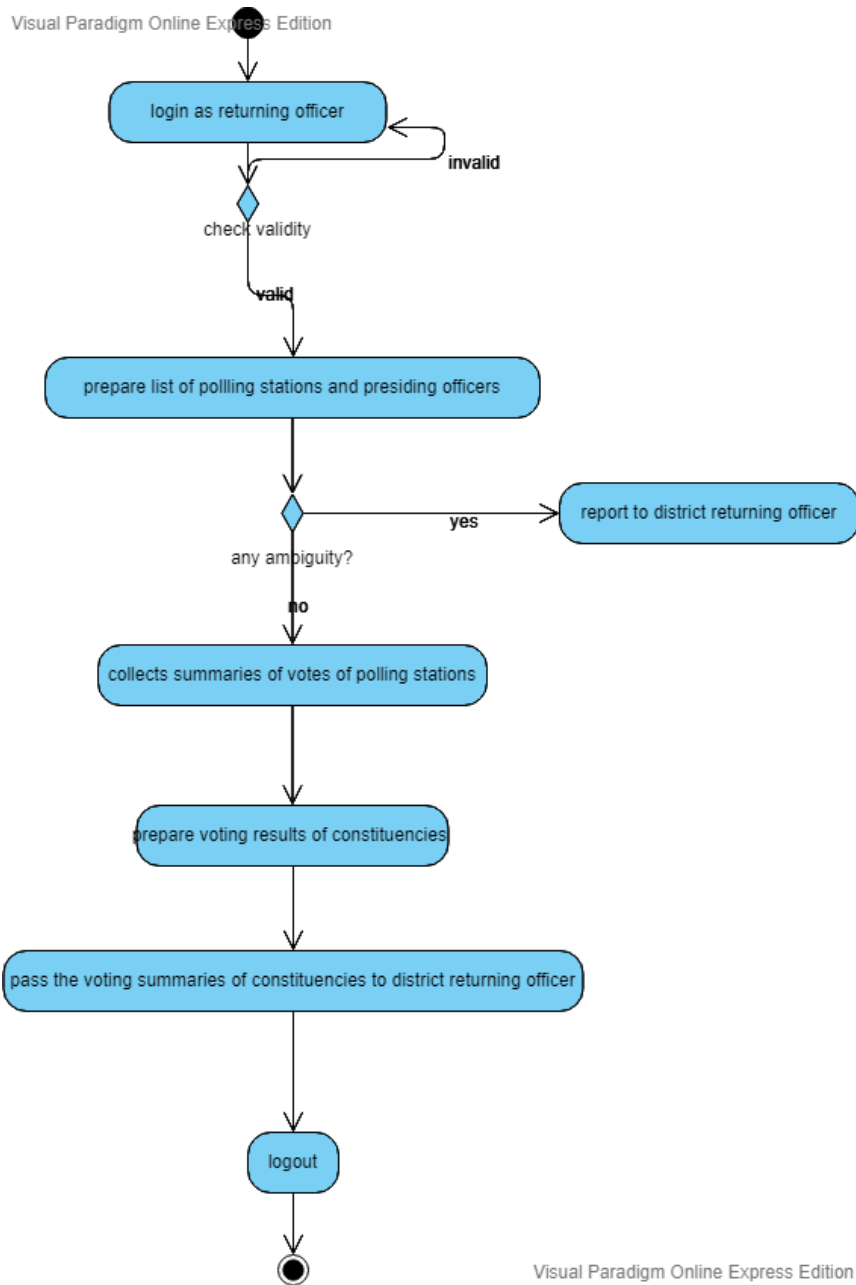 Visual Paradigm Online Express Edition
login as returning officer
invalid
check validity
valid
prepare list of pollling stations and presiding officers
yes
report to district returning officer
any ambiguity?
no
collects summaries of votes of polling stations
prepare voting results of constituencies
pass the voting summaries of constituencies to district returning officer
logout
Visual Paradigm Online Express Edition